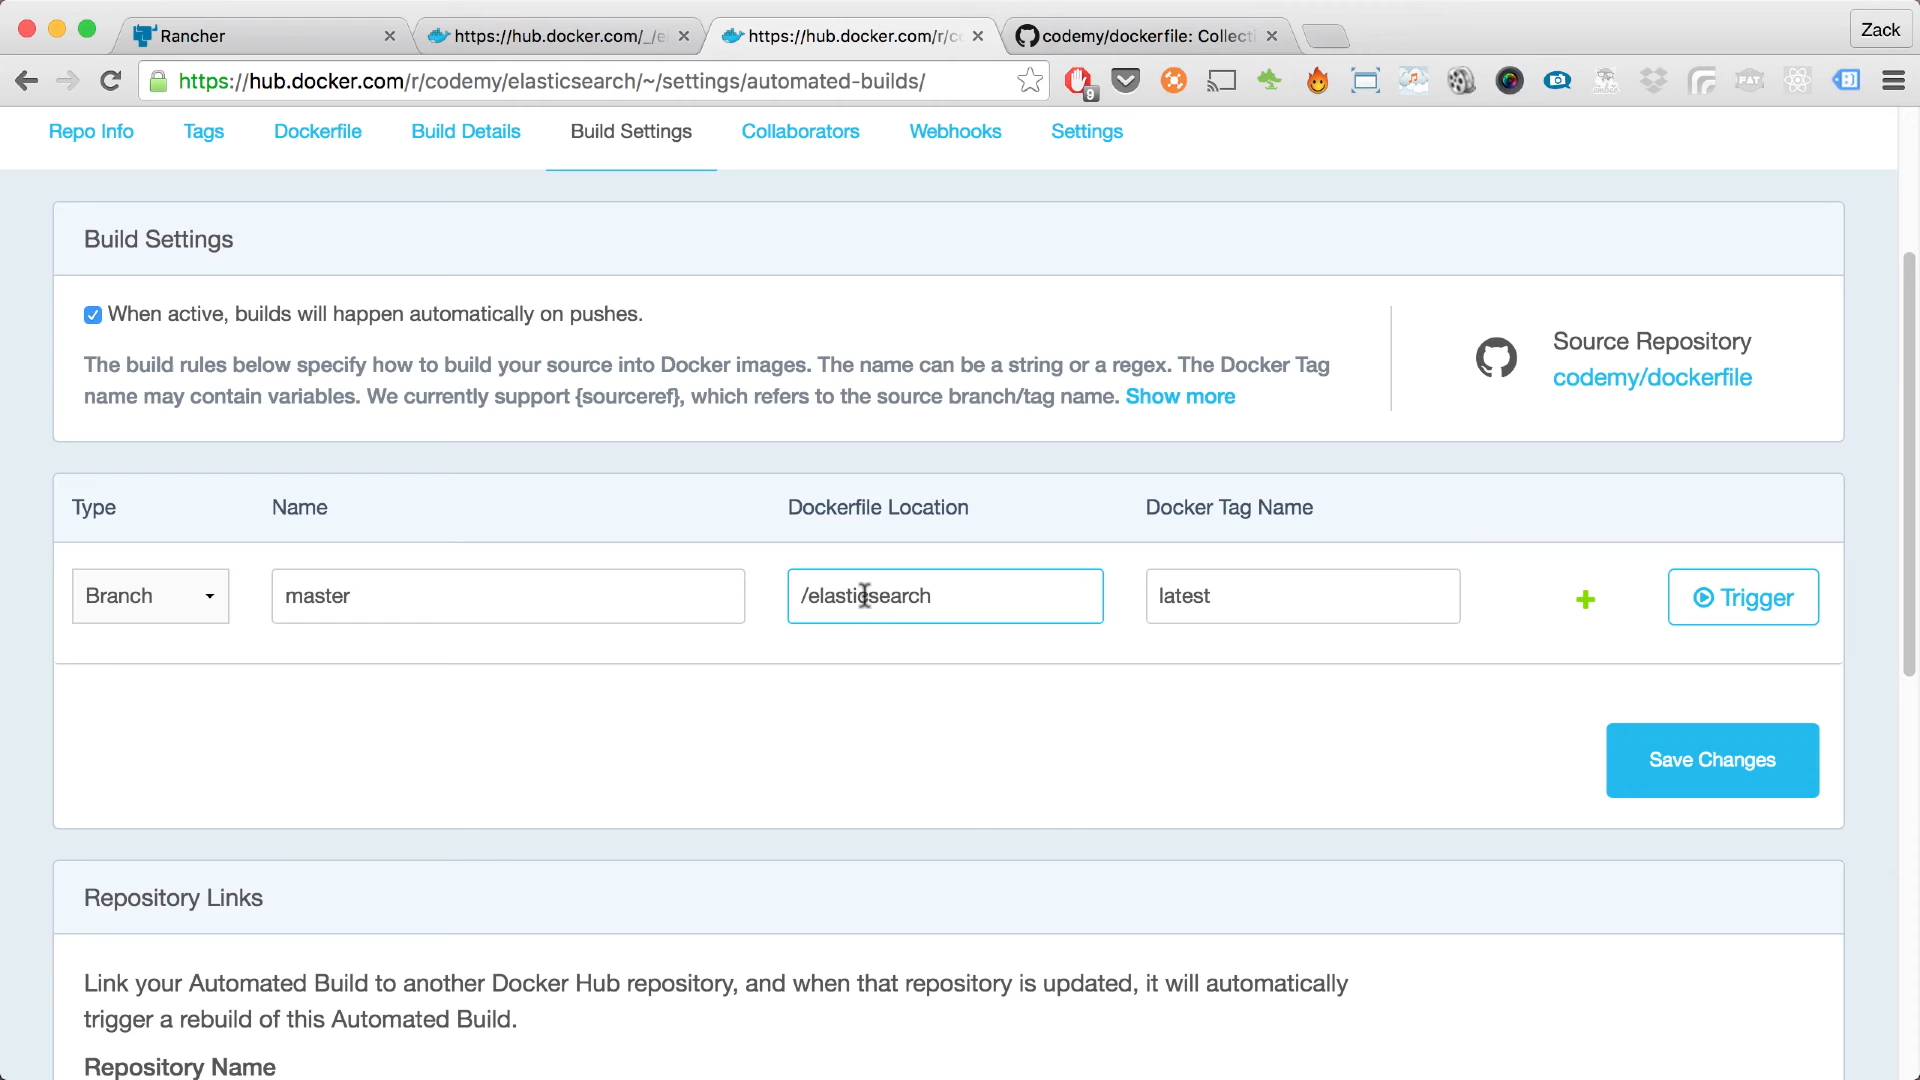 Rancher
https://hub.docker.com/_/e
https://hub.docker.com/r/c
codemy/dockerfile: Collecti
Zack
https://hub.docker.com/r/codemy/elasticsearch/~/settings/automated-builds/
9
FAT
Repo Info
Tags
Dockerfile
Build Details
Build Settings
Collaborators
Webhooks
Settings
Build Settings
When active, builds will happen automatically on pushes.
The build rules below specify how to build your source into Docker images. The name can be a string or a regex. The Docker Tag
name may contain variables. We currently support {sourceref}, which refers to the source branch/tag name. Show more
Source Repository
codemy/dockerfile
Type
Name
Dockerfile Location
Docker Tag Name
Branch
master
/elasticsearch
latest
Trigger
Save Changes
Repository Links
Link your Automated Build to another Docker Hub repository, and when that repository is updated, it will automatically
trigger a rebuild of this Automated Build.
Repository Name